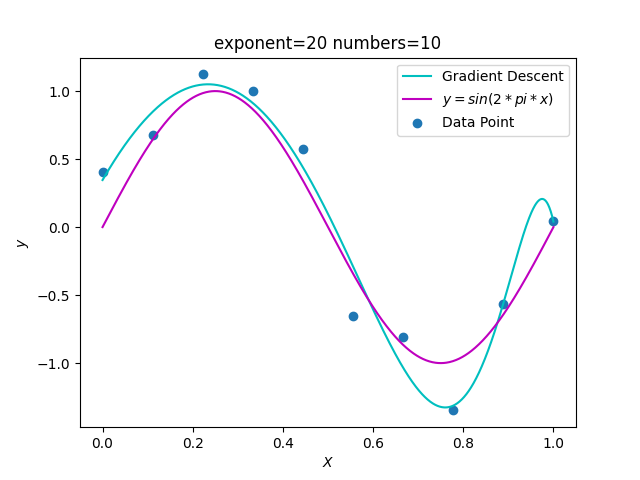 exponent=20 numbers=10
Gradient Descent
y = sin(2 * pi * x)
Data Point
1.0
0.5
0.0
−0.5
−1.0
y
0.0 0.2 0.4 0.6 0.8 1.0
X